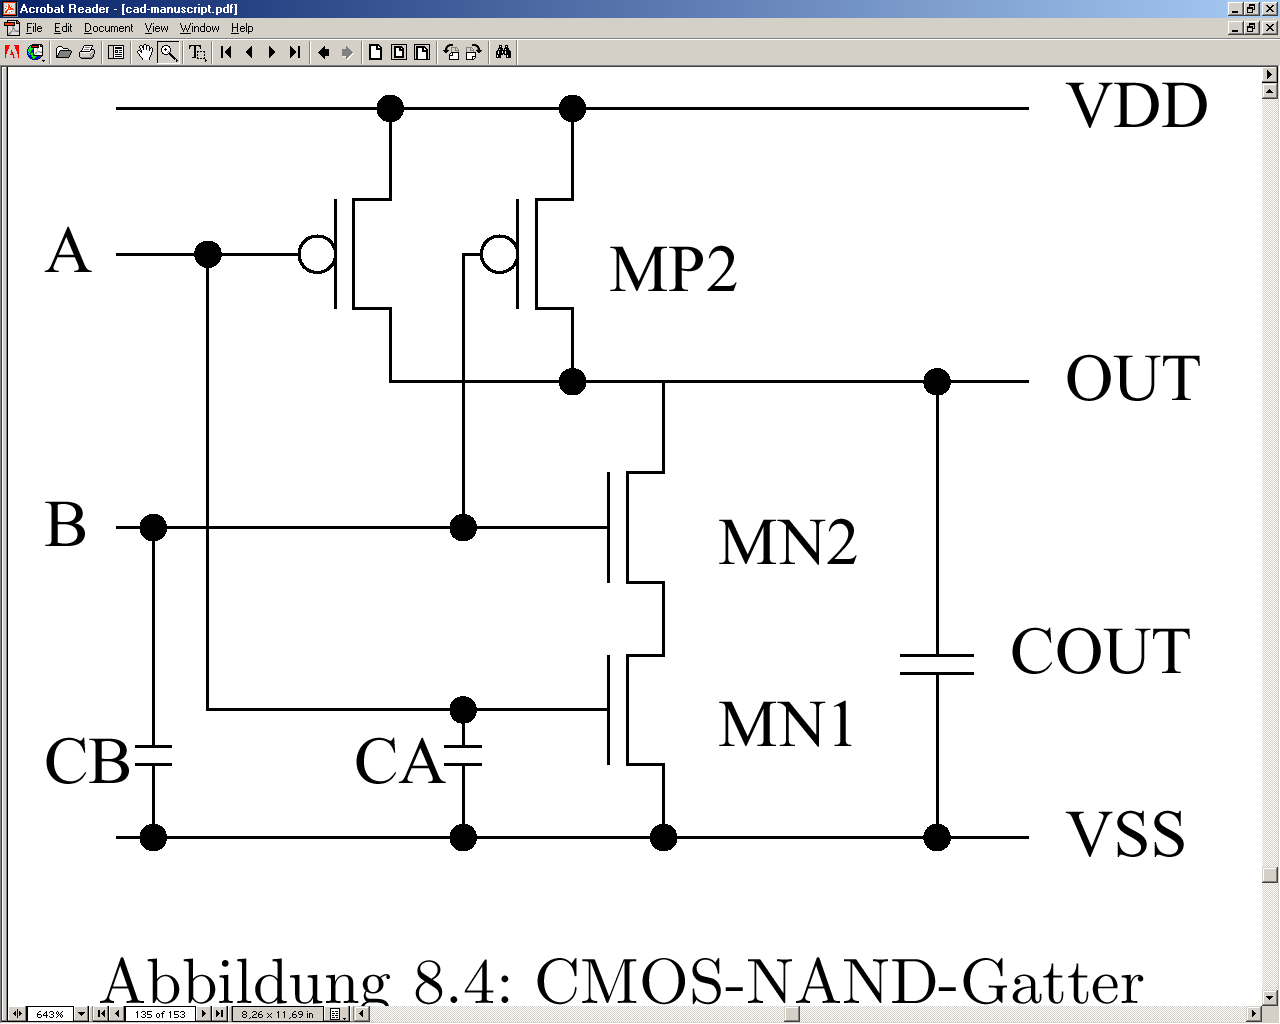 Acrobat Reader - [cad-manuscript.pdf]
File Edit Document View Window Help
VDD
A
MP2
OUT
B
MN2
COUT
MN1
CB
CA
VSS
Abbildung 8.4: CMOS-NAND-Gatter
643% 135 of 153 8,26 x 11,69 in